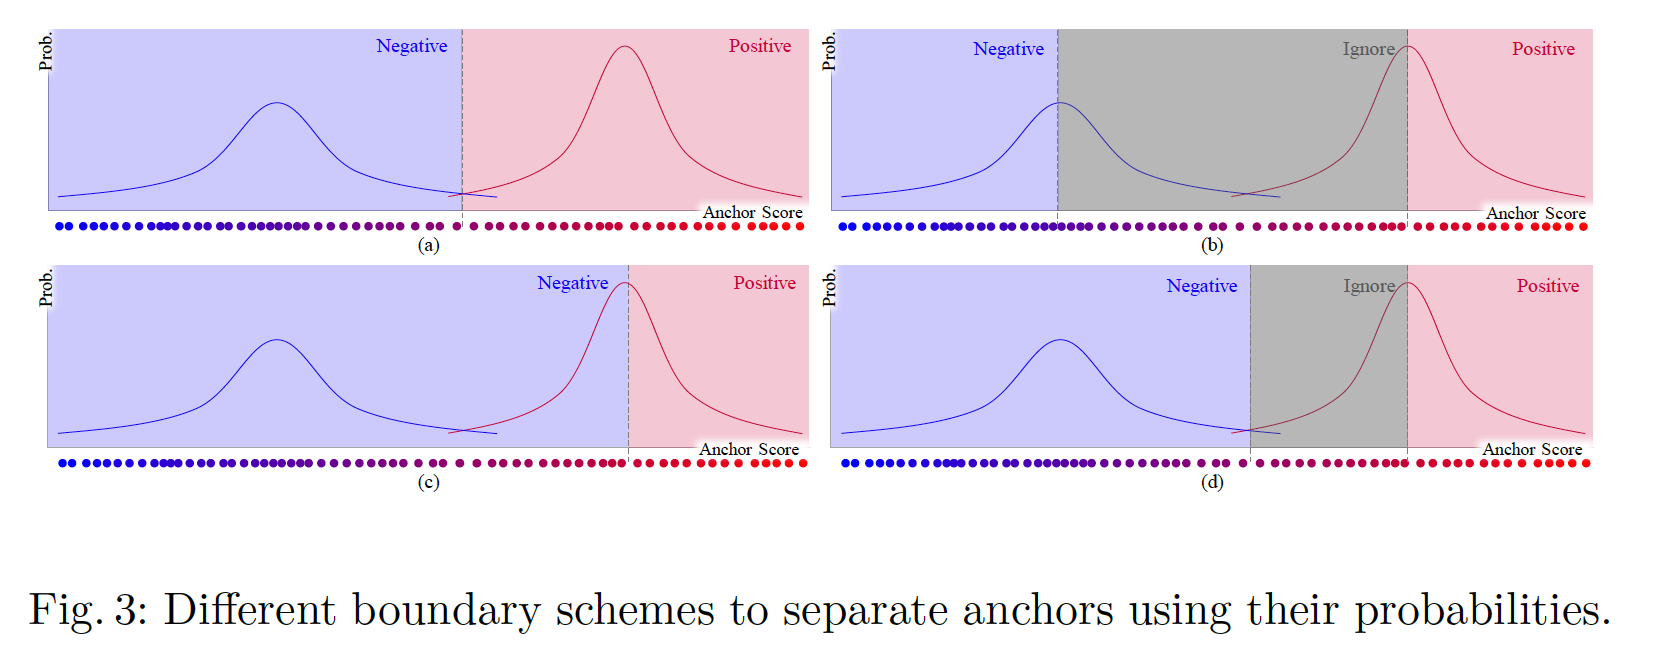 Prob.
Negative
Positive
Anchor Score
(a)
Prob.
Negative
Ignore
Positive
Anchor Score
(b)
Prob.
Negative
Positive
Anchor Score
(c)
Prob.
Negative
Ignore
Positive
Anchor Score
(d)
Fig. 3: Different boundary schemes to separate anchors using their probabilities.